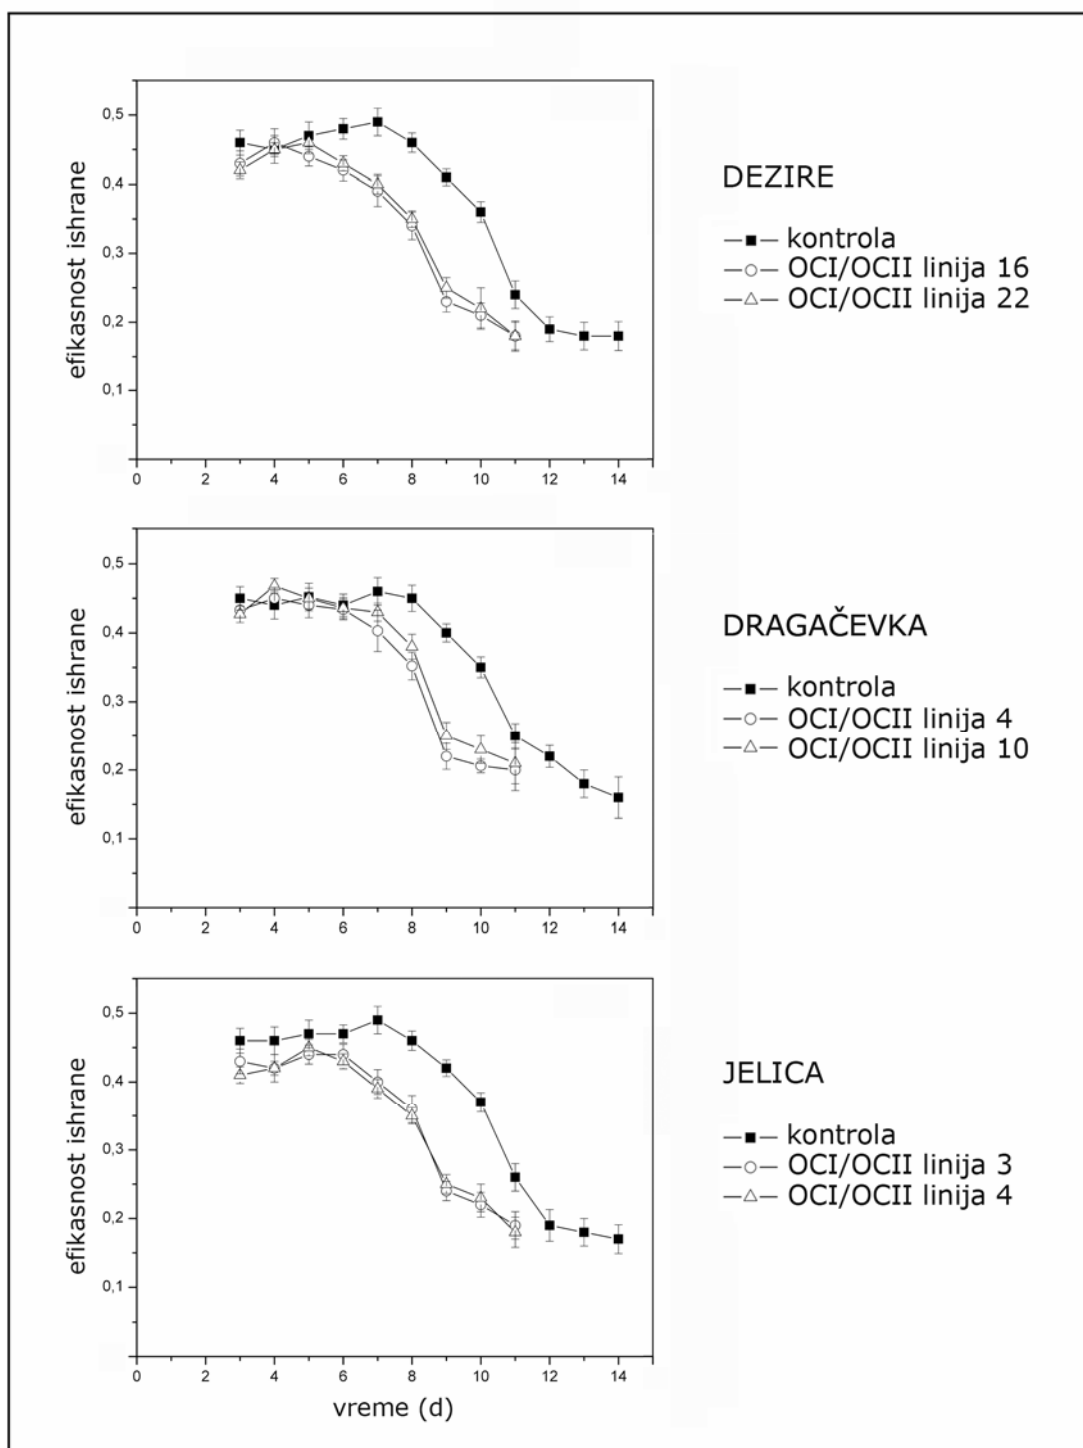 0,5
0,4
0,3
0,2
0,1
efikasnost ishrane
0 2 4 6 8 10 12 14
DEZIRE
kontrola
OCI/OCII linija 16
OCI/OCII linija 22
0,5
0,4
0,3
0,2
0,1
efikasnost ishrane
0 2 4 6 8 10 12 14
DRAGAČEVKA
kontrola
OCI/OCII linija 4
OCI/OCII linija 10
0,5
0,4
0,3
0,2
0,1
efikasnost ishrane
0 2 4 6 8 10 12 14
vreme (d)
JELICA
kontrola
OCI/OCII linija 3
OCI/OCII linija 4